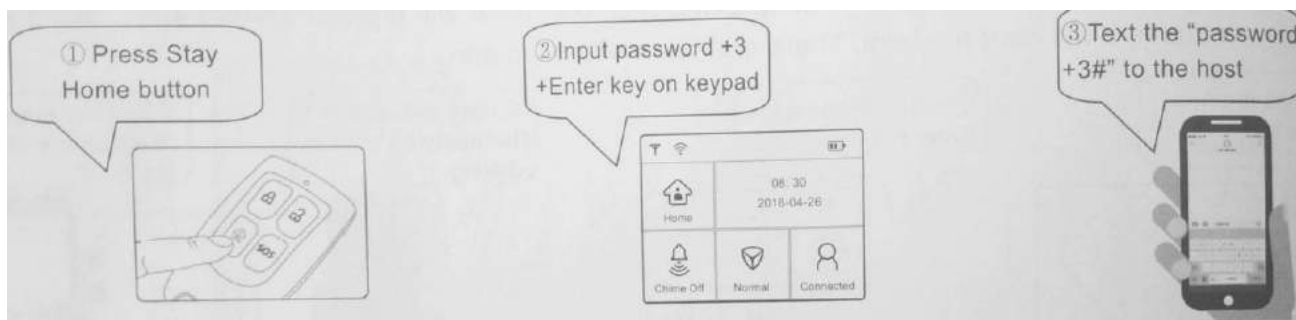 ① Press Stay
Home button
②Input password +3
+Enter key on keypad
③Text the “password
+3#” to the host
SOS
08: 30
2018-04-26
Home
Chime Off
Normal
Connected